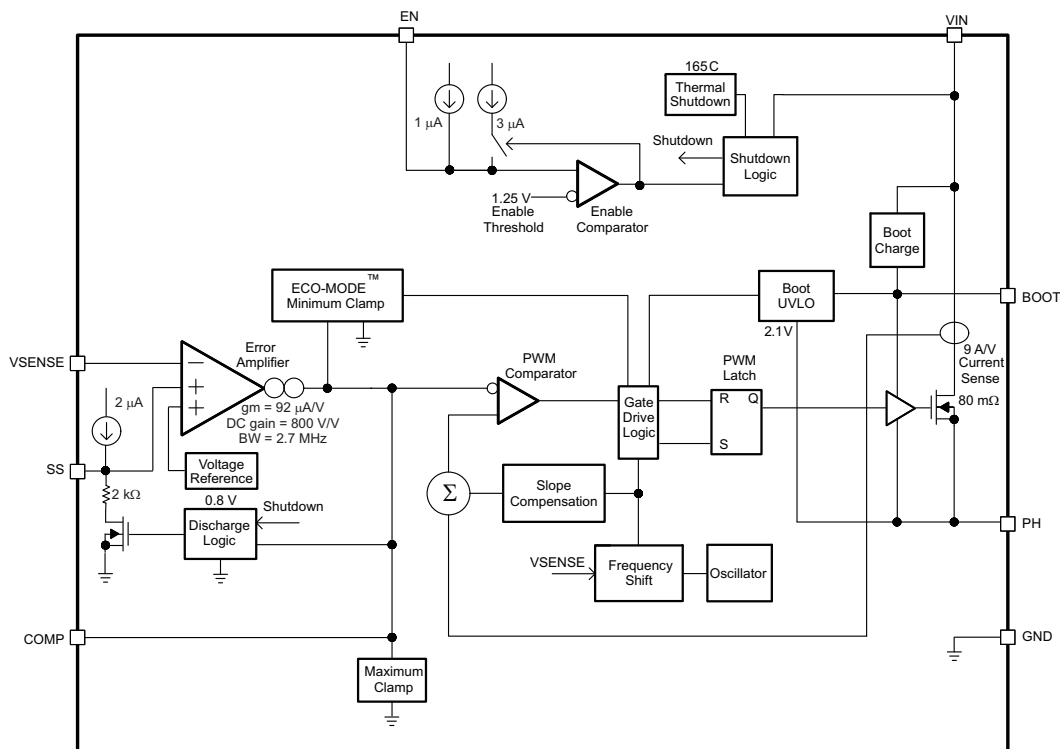 EN
VIN
165C
Thermal
Shutdown
1 μA
3 μA
Shutdown
Shutdown
Logic
1.25 V
Enable
Threshold
Enable
Comparator
Boot
Charge
ECO-MODE™
Minimum Clamp
Boot
UVLO
2.1V
BOOT
VSENSE
Error
Amplifier
gm = 92 μA/V
DC gain = 800 V/V
BW = 2.7 MHz
PWM
Comparator
Gate
Drive
Logic
PWM
Latch
R Q
S
9 A/V
Current
Sense
80 mΩ
2 μA
SS
Voltage
Reference
0.8 V
2 kΩ
Discharge
Logic
Shutdown
Σ
Slope
Compensation
PH
VSENSE
Frequency
Shift
Oscillator
COMP
GND
Maximum
Clamp